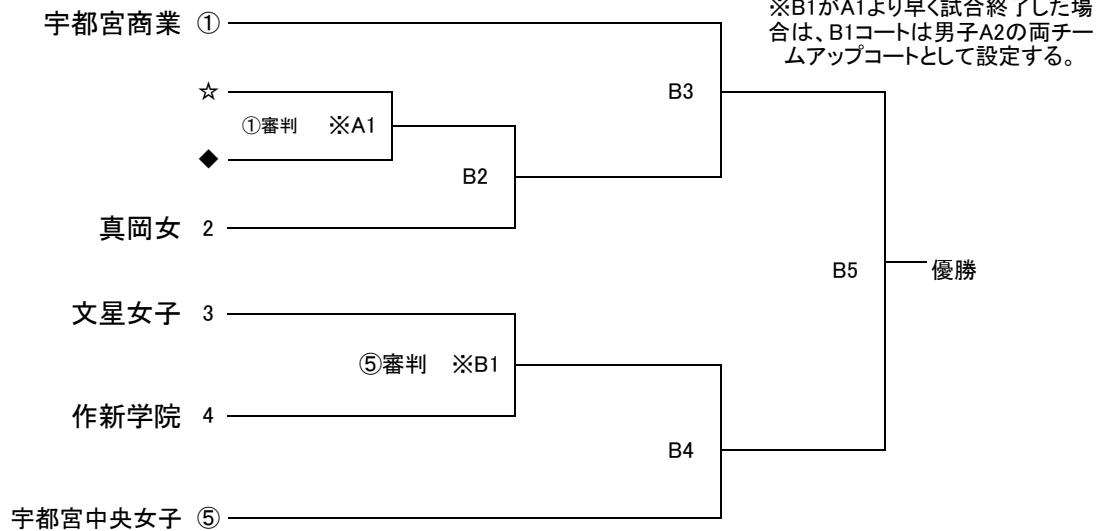 ※B1がA1より早く試合終了した場
合は、B1コートは男子A2の両チー
ムアップコートとして設定する。
宇都宮商業 ①
B3
☆
①審判 ※A1
◆
B2
真岡女 2
B5 優勝
文星女子 3
⑤審判 ※B1
作新学院 4
B4
宇都宮中央女子 ⑤